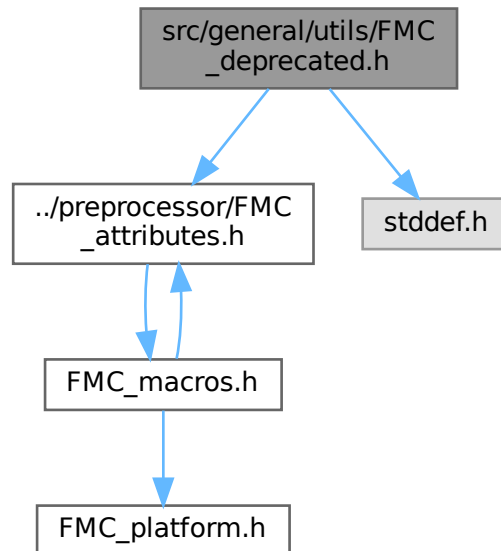 src/general/utils/FMC
_deprecated.h
../preprocessor/FMC
_attributes.h
stddef.h
FMC_macros.h
FMC_platform.h